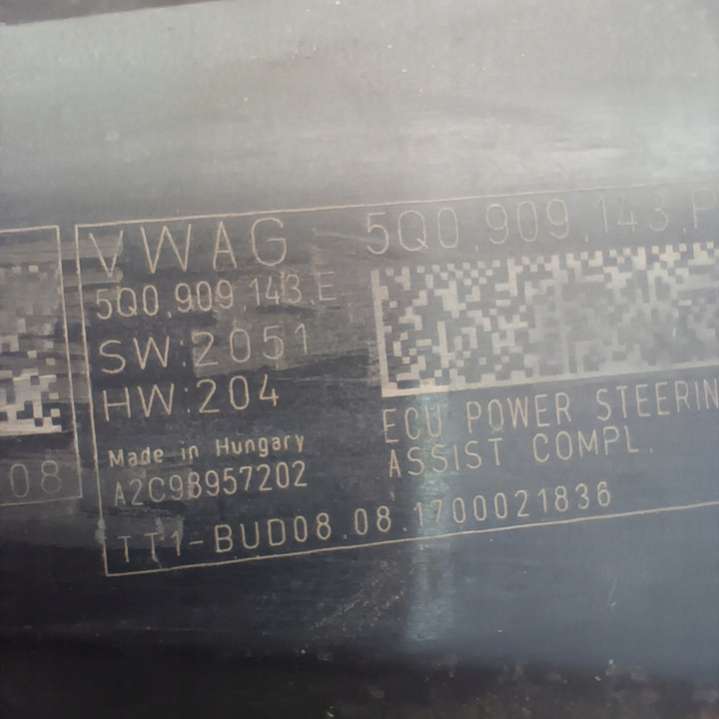 VWAG 5Q0.909.143.P
5Q0.909.143.E
SW:2051
HW:204
ECU POWER STEERIN
ASSIST COMPL.
Made in Hungary
A2C98957202
TT1-BUD08.08.1700021836
08